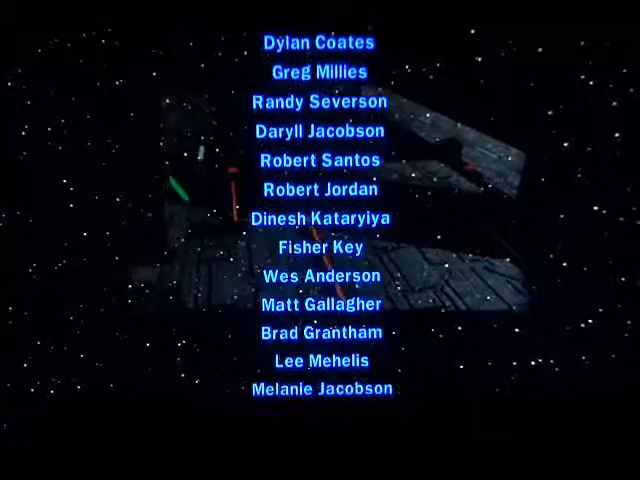 Dylan Coates
Greg Millies
Randy Severson
Daryll Jacobson
Robert Santos
Robert Jordan
Dinesh Kataryiya
Fisher Key
Wes Anderson
Matt Gallagher
Brad Grantham
Lee Mehelis
Melanie Jacobson